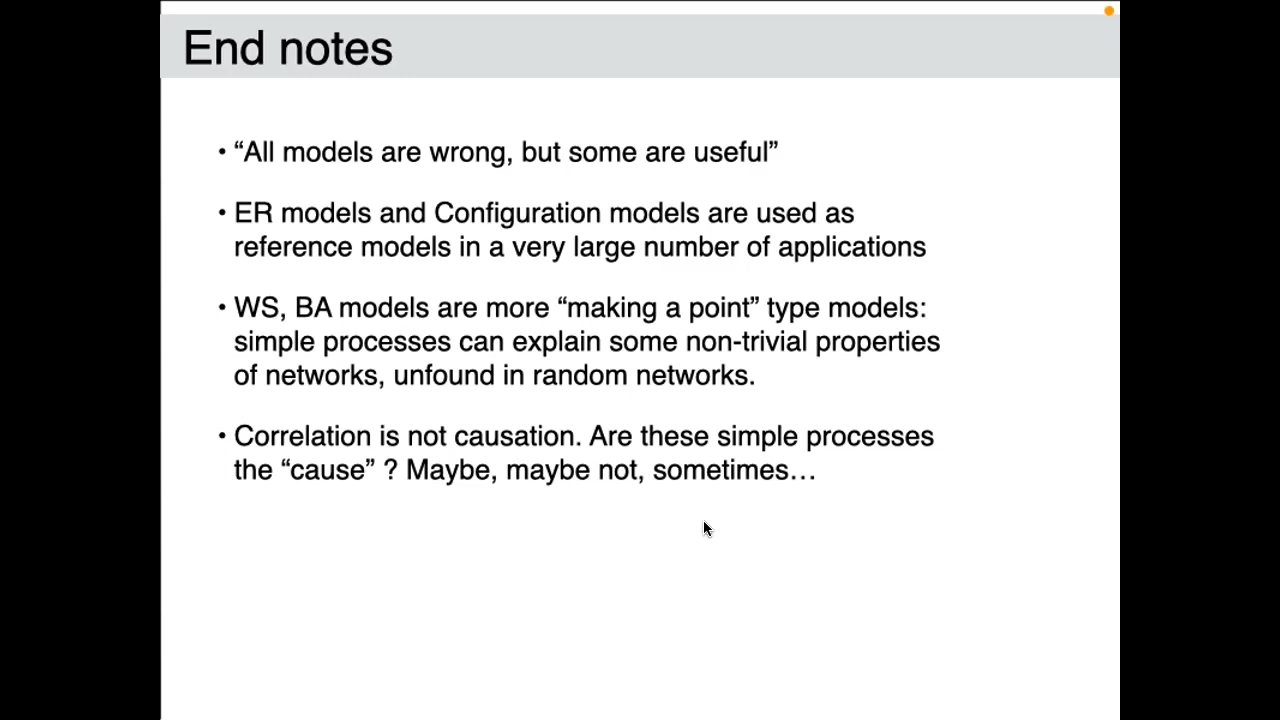 End notes
• “All models are wrong, but some are useful”
• ER models and Configuration models are used as
reference models in a very large number of applications
• WS, BA models are more “making a point” type models:
simple processes can explain some non-trivial properties
of networks, unfound in random networks.
• Correlation is not causation. Are these simple processes
the “cause” ? Maybe, maybe not, sometimes…